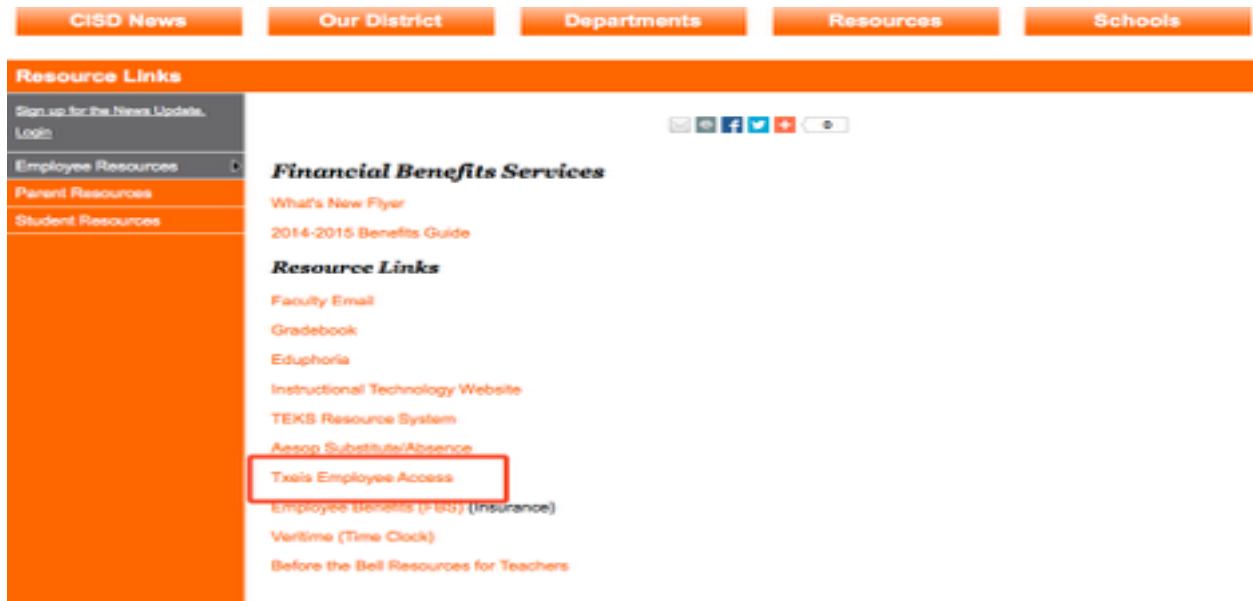 CISD News
Our District
Departments
Resources
Schools
Resource Links
Sign up for the News Update.
Login
Employee Resources
Parent Resources
Student Resources
0
Financial Benefits Services
What's New Flyer
2014-2015 Benefits Guide
Resource Links
Faculty Email
Gradebook
Eduphoria
Instructional Technology Website
TEKS Resource System
Aesop Substitute/Absence
Txeis Employee Access
Employee Benefits (FBS) (Insurance)
Veritime (Time Clock)
Before the Bell Resources for Teachers